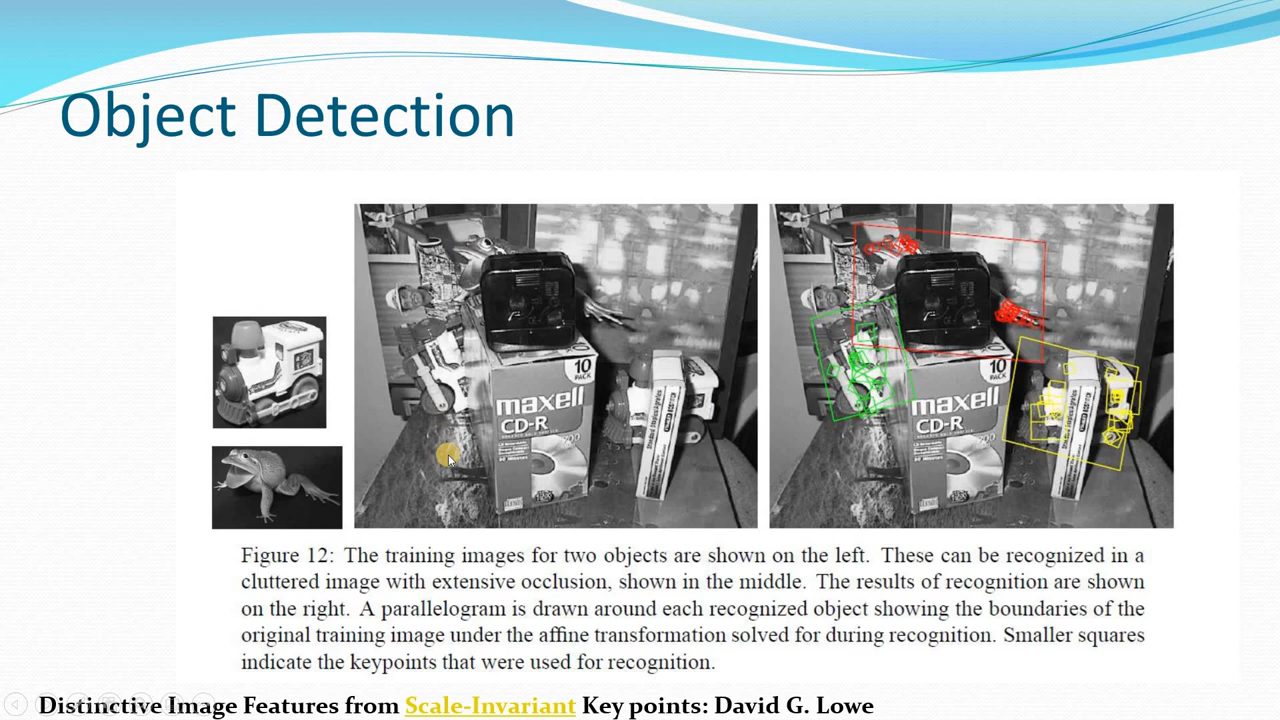 Object Detection
10
PACK
maxell
CD-R
700
10
PACK
maxell
CD-R
700
Figure 12: The training images for two objects are shown on the left. These can be recognized in a
cluttered image with extensive occlusion, shown in the middle. The results of recognition are shown
on the right. A parallelogram is drawn around each recognized object showing the boundaries of the
original training image under the affine transformation solved for during recognition. Smaller squares
indicate the keypoints that were used for recognition.
Distinctive Image Features from Scale-Invariant Key points: David G. Lowe